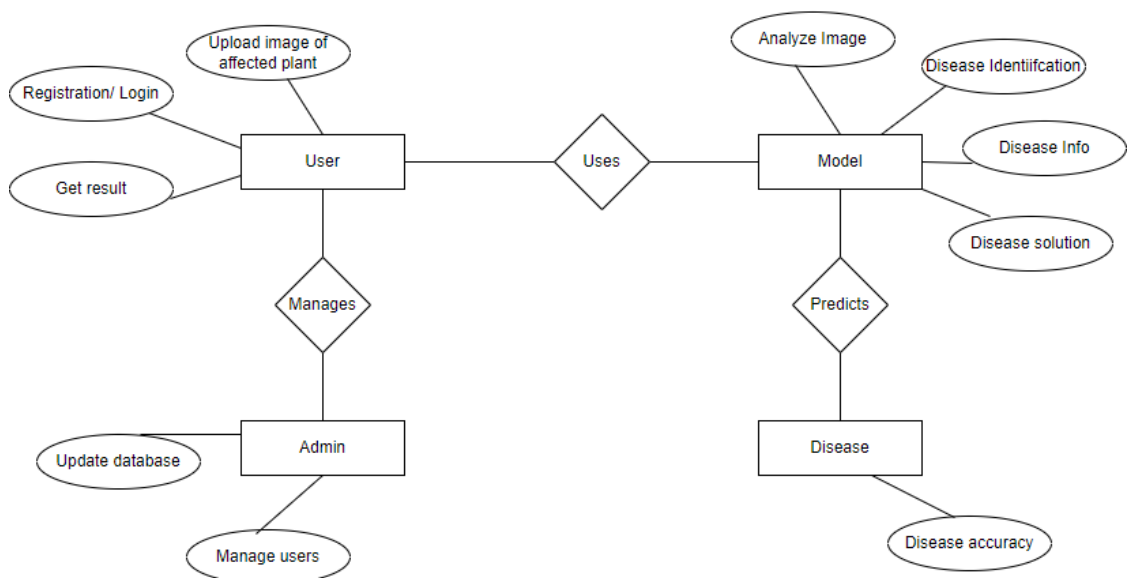 Upload image of
affected plant
Analyze Image
Disease Identiifcation
Registration/ Login
User
Uses
Model
Disease Info
Get result
Disease solution
Manages
Predicts
Admin
Disease
Update database
Disease accuracy
Manage users